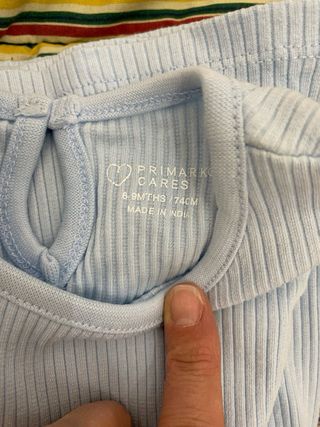 PRIMARK
CARES
6-9MTHS / 74CM
MADE IN INDIA